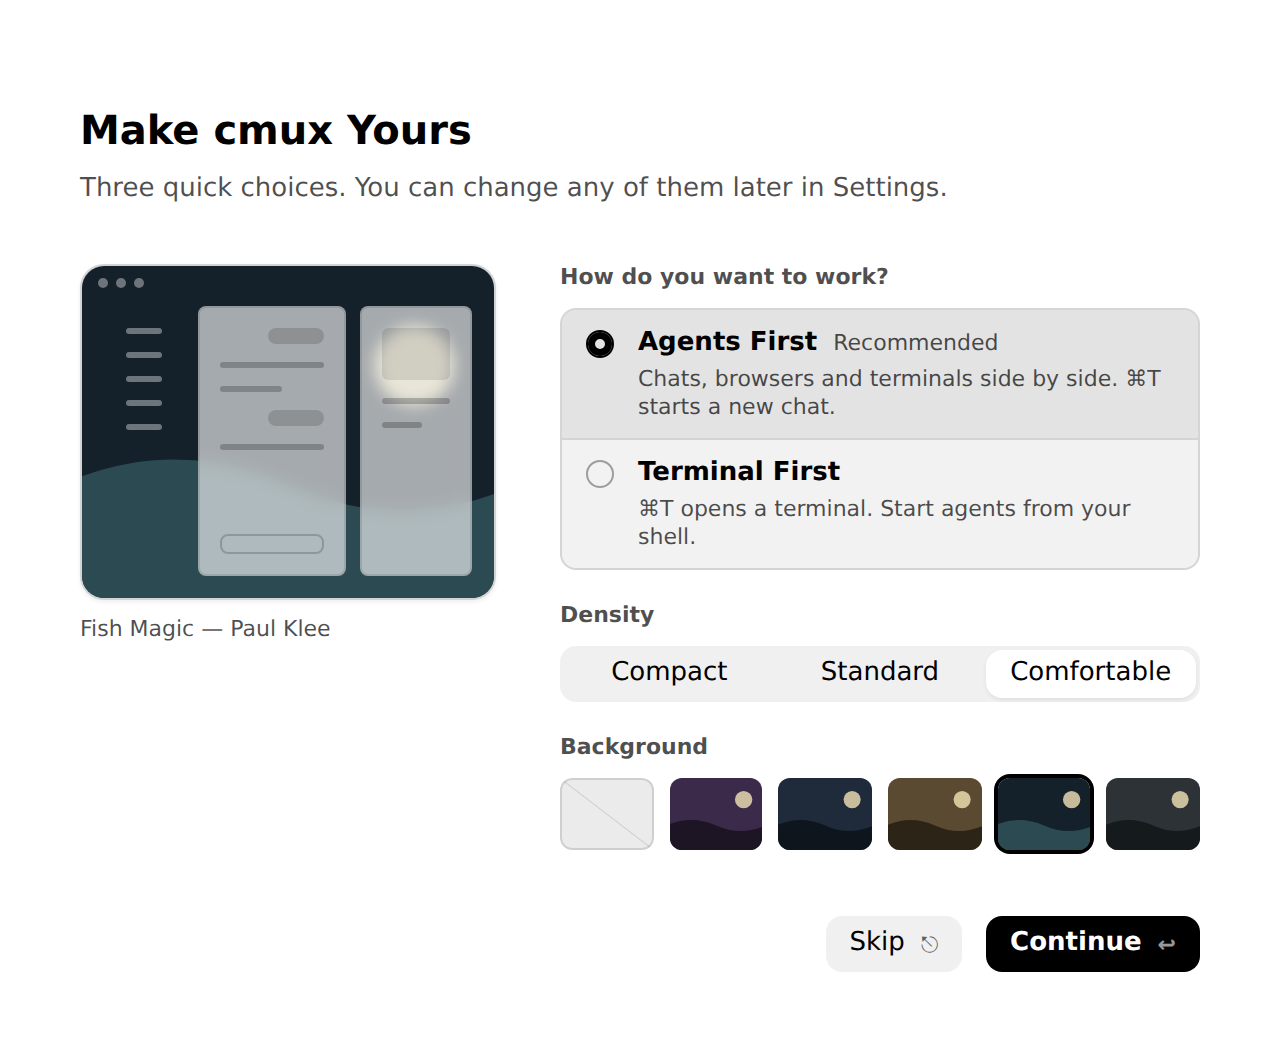 Make cmux Yours
Three quick choices. You can change any of them later in Settings.
Fish Magic — Paul Klee
How do you want to work?
Agents First Recommended
Chats, browsers and terminals side by side. ⌘T
starts a new chat.
Terminal First
⌘T opens a terminal. Start agents from your
shell.
Density
Compact Standard Comfortable
Background
Skip ⎋
Continue ↩